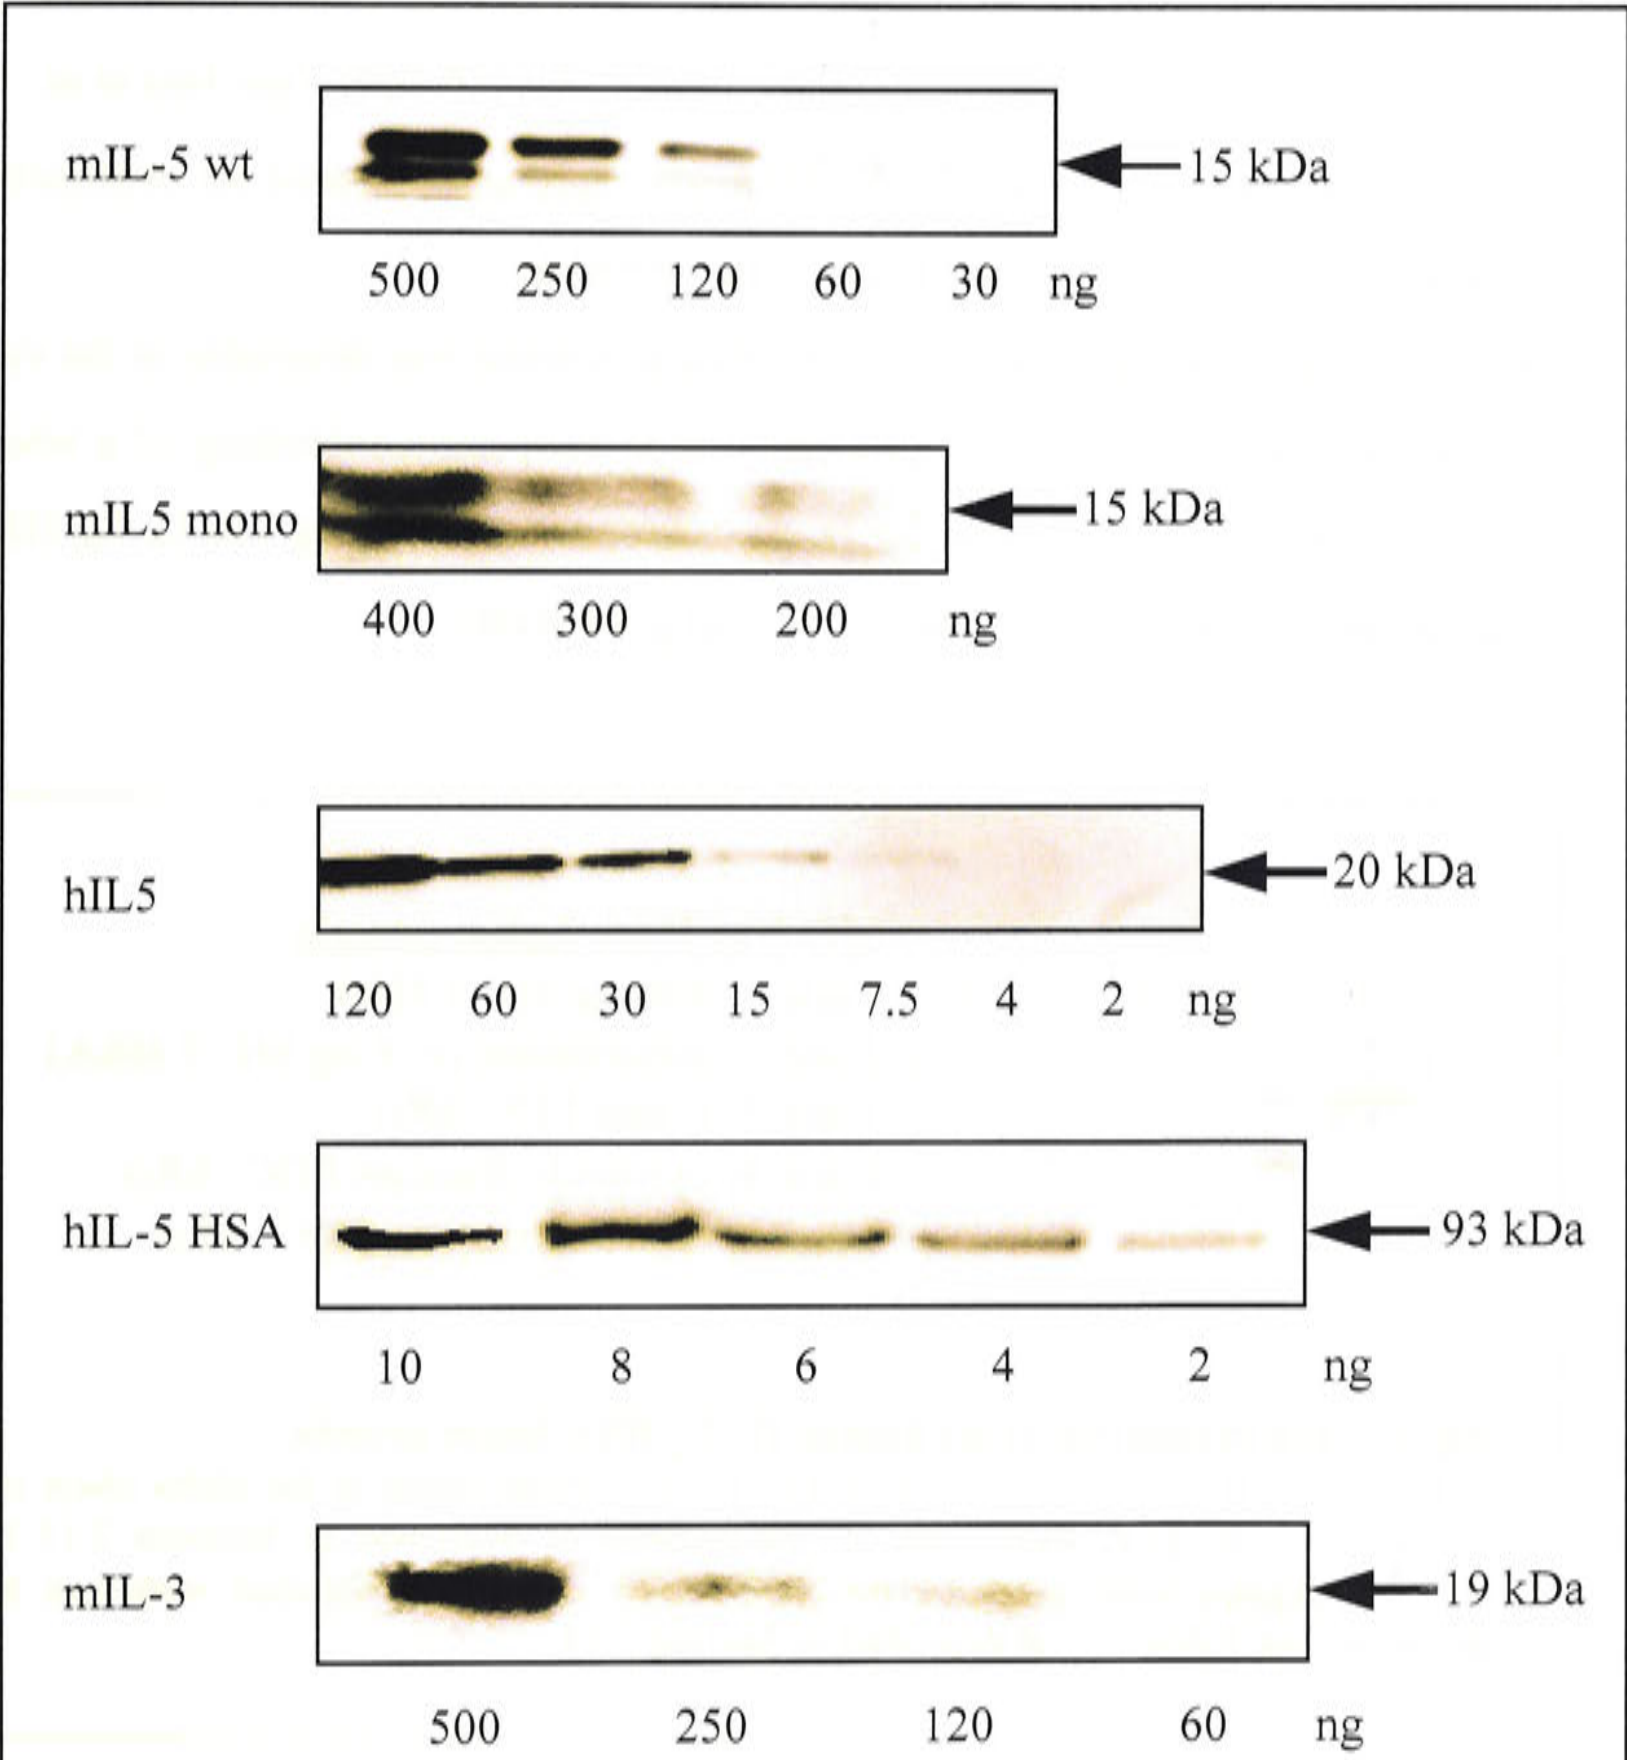 mIL-5 wt 15 kDa
500 250 120 60 30 ng
mIL5 mono 15 kDa
400 300 200 ng
hIL5 20 kDa
120 60 30 15 7.5 4 2 ng
hIL-5 HSA 93 kDa
10 8 6 4 2 ng
mIL-3 19 kDa
500 250 120 60 ng